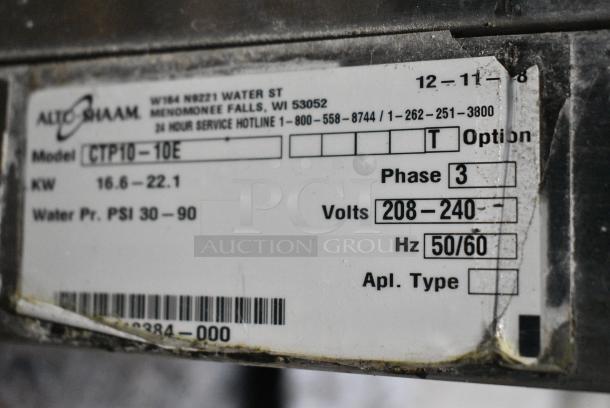 ALTO-SHAAM
W164 N9221 WATER ST
MENOMONEE FALLS, WI 53052
24 HOUR SERVICE HOTLINE 1-800-558-8744 / 1-262-251-3800
12-11- 8
Model CTP10-10E T Option
KW 16.6-22.1
Phase 3
Water Pr. PSI 30-90
Volts 208-240
Hz 50/60
Apl. Type
384-000
PCI
AUCTION GROUP